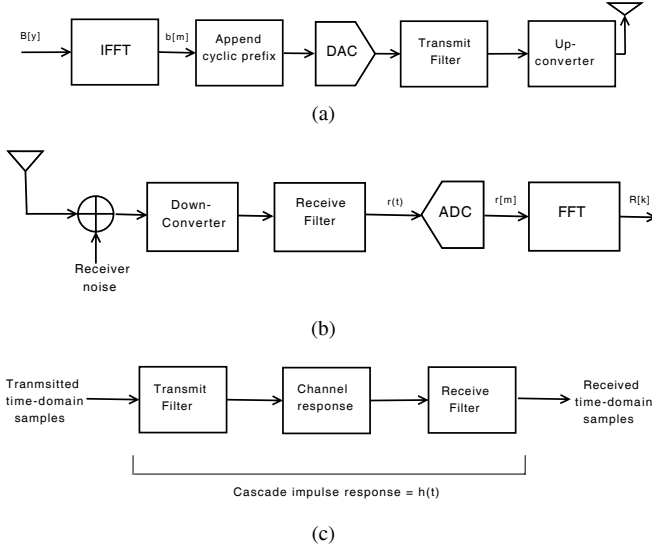 B[y]
IFFT
b[m]
Append
cyclic prefix
DAC
Transmit
Filter
Up-
converter
(a)
Down-
Converter
Receive
Filter
r(t)
ADC
r[m]
FFT
R[k]
Receiver
noise
(b)
Tranmsitted
time-domain
samples
Transmit
Filter
Channel
response
Receive
Filter
Received
time-domain
samples
Cascade impulse response = h(t)
(c)